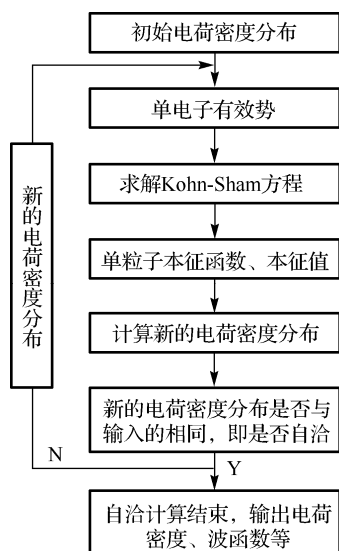 初始电荷密度分布
单电子有效势
求解Kohn-Sham方程
单粒子本征函数、本征值
计算新的电荷密度分布
新的电荷密度分布是否与
输入的相同，即是否自洽
N
Y
自洽计算结束，输出电荷
密度、波函数等
新的电荷密度分布